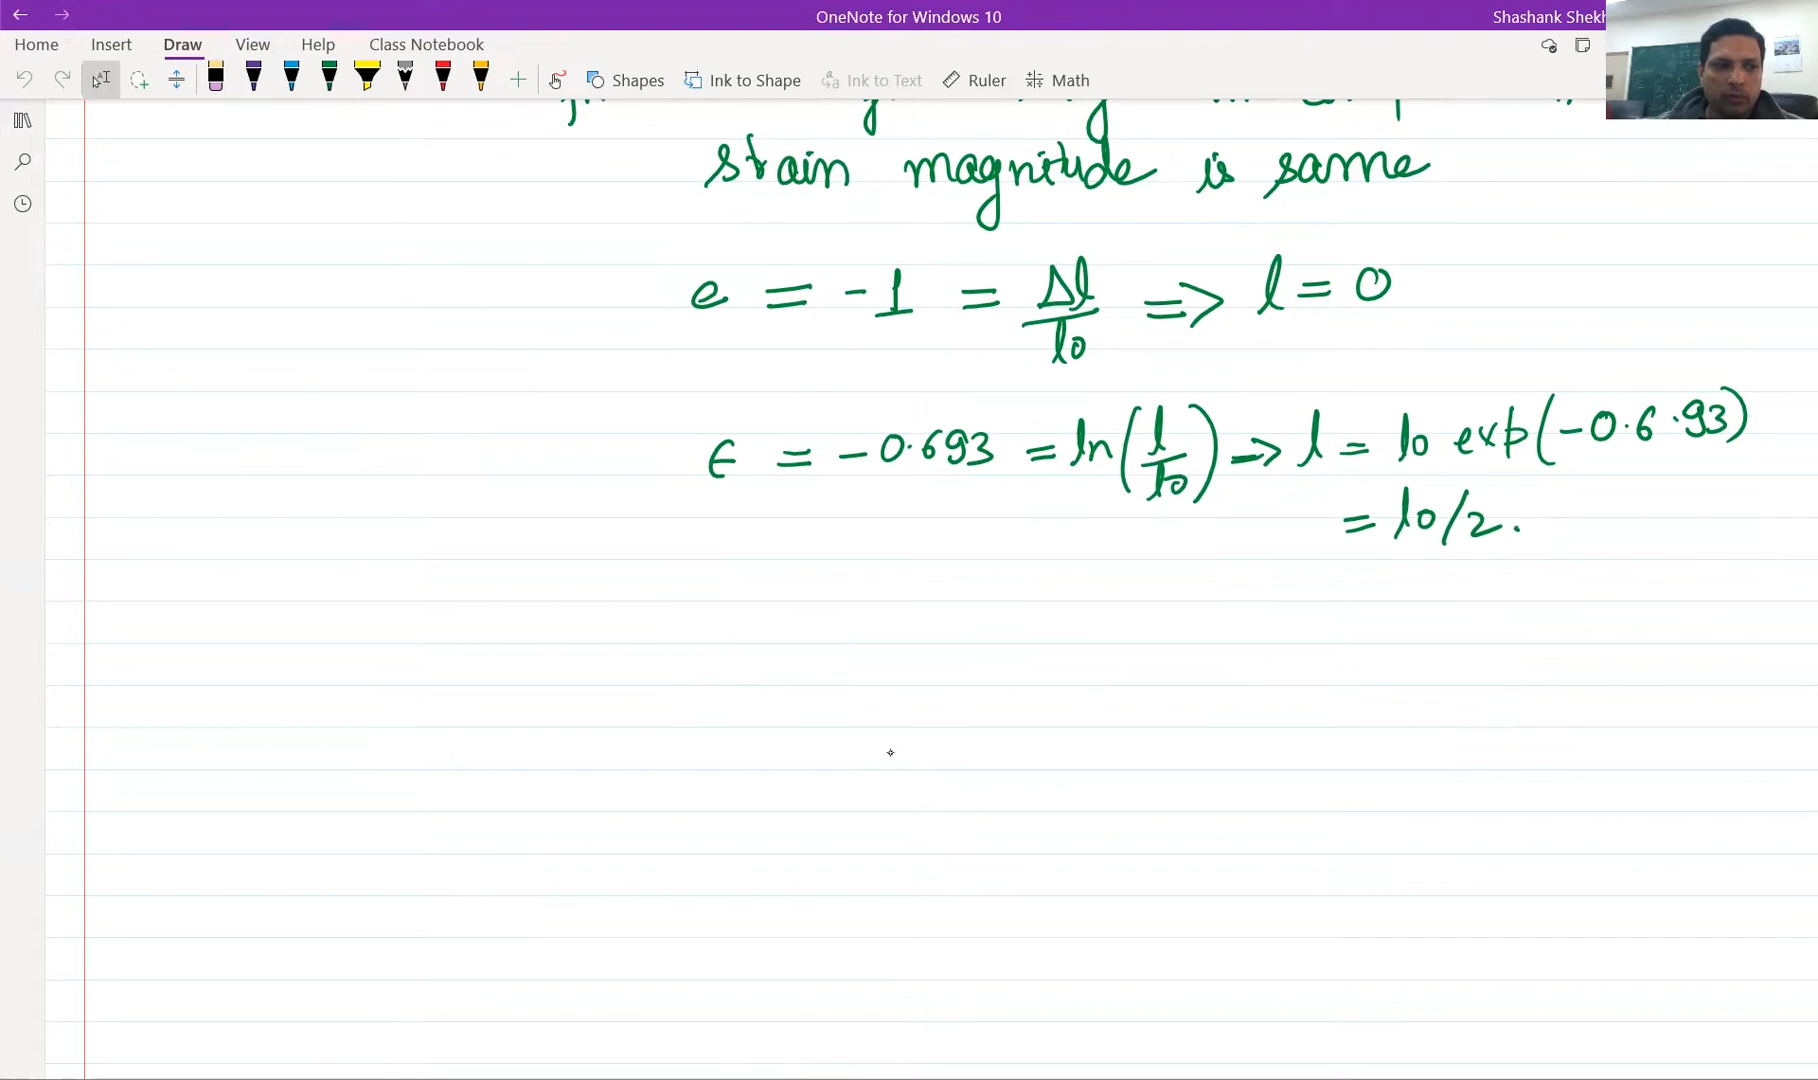 OneNote for Windows 10
Shashank Shekh
Home Insert Draw View Help Class Notebook
Shapes Ink to Shape Ink to Text Ruler Math
strain magnitude is same
e = -1 = Δl/l0 => l = 0
ϵ = -0.693 = ln(l/l0) -> l = l0 exp(-0.6.93)
= l0/2.